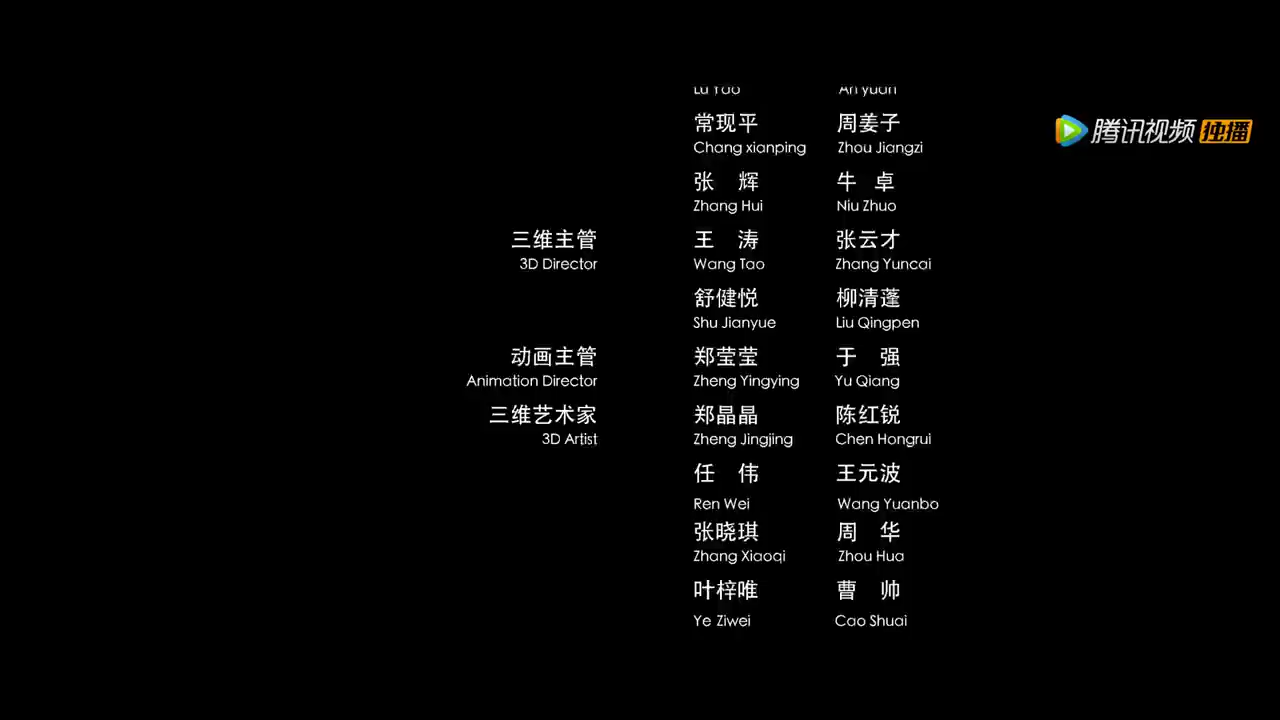 Lu Yao An yuan
常现平 周姜子
Chang xianping Zhou Jiangzi
腾讯视频 独播
张 辉 牛 卓
Zhang Hui Niu Zhuo
三维主管 王 涛 张云才
3D Director Wang Tao Zhang Yuncai
舒健悦 柳清蓬
Shu Jianyue Liu Qingpen
动画主管 郑莹莹 于 强
Animation Director Zheng Yingying Yu Qiang
三维艺术家 郑晶晶 陈红锐
3D Artist Zheng Jingjing Chen Hongrui
任 伟 王元波
Ren Wei Wang Yuanbo
张晓琪 周 华
Zhang Xiaoqi Zhou Hua
叶梓唯 曹 帅
Ye Ziwei Cao Shuai